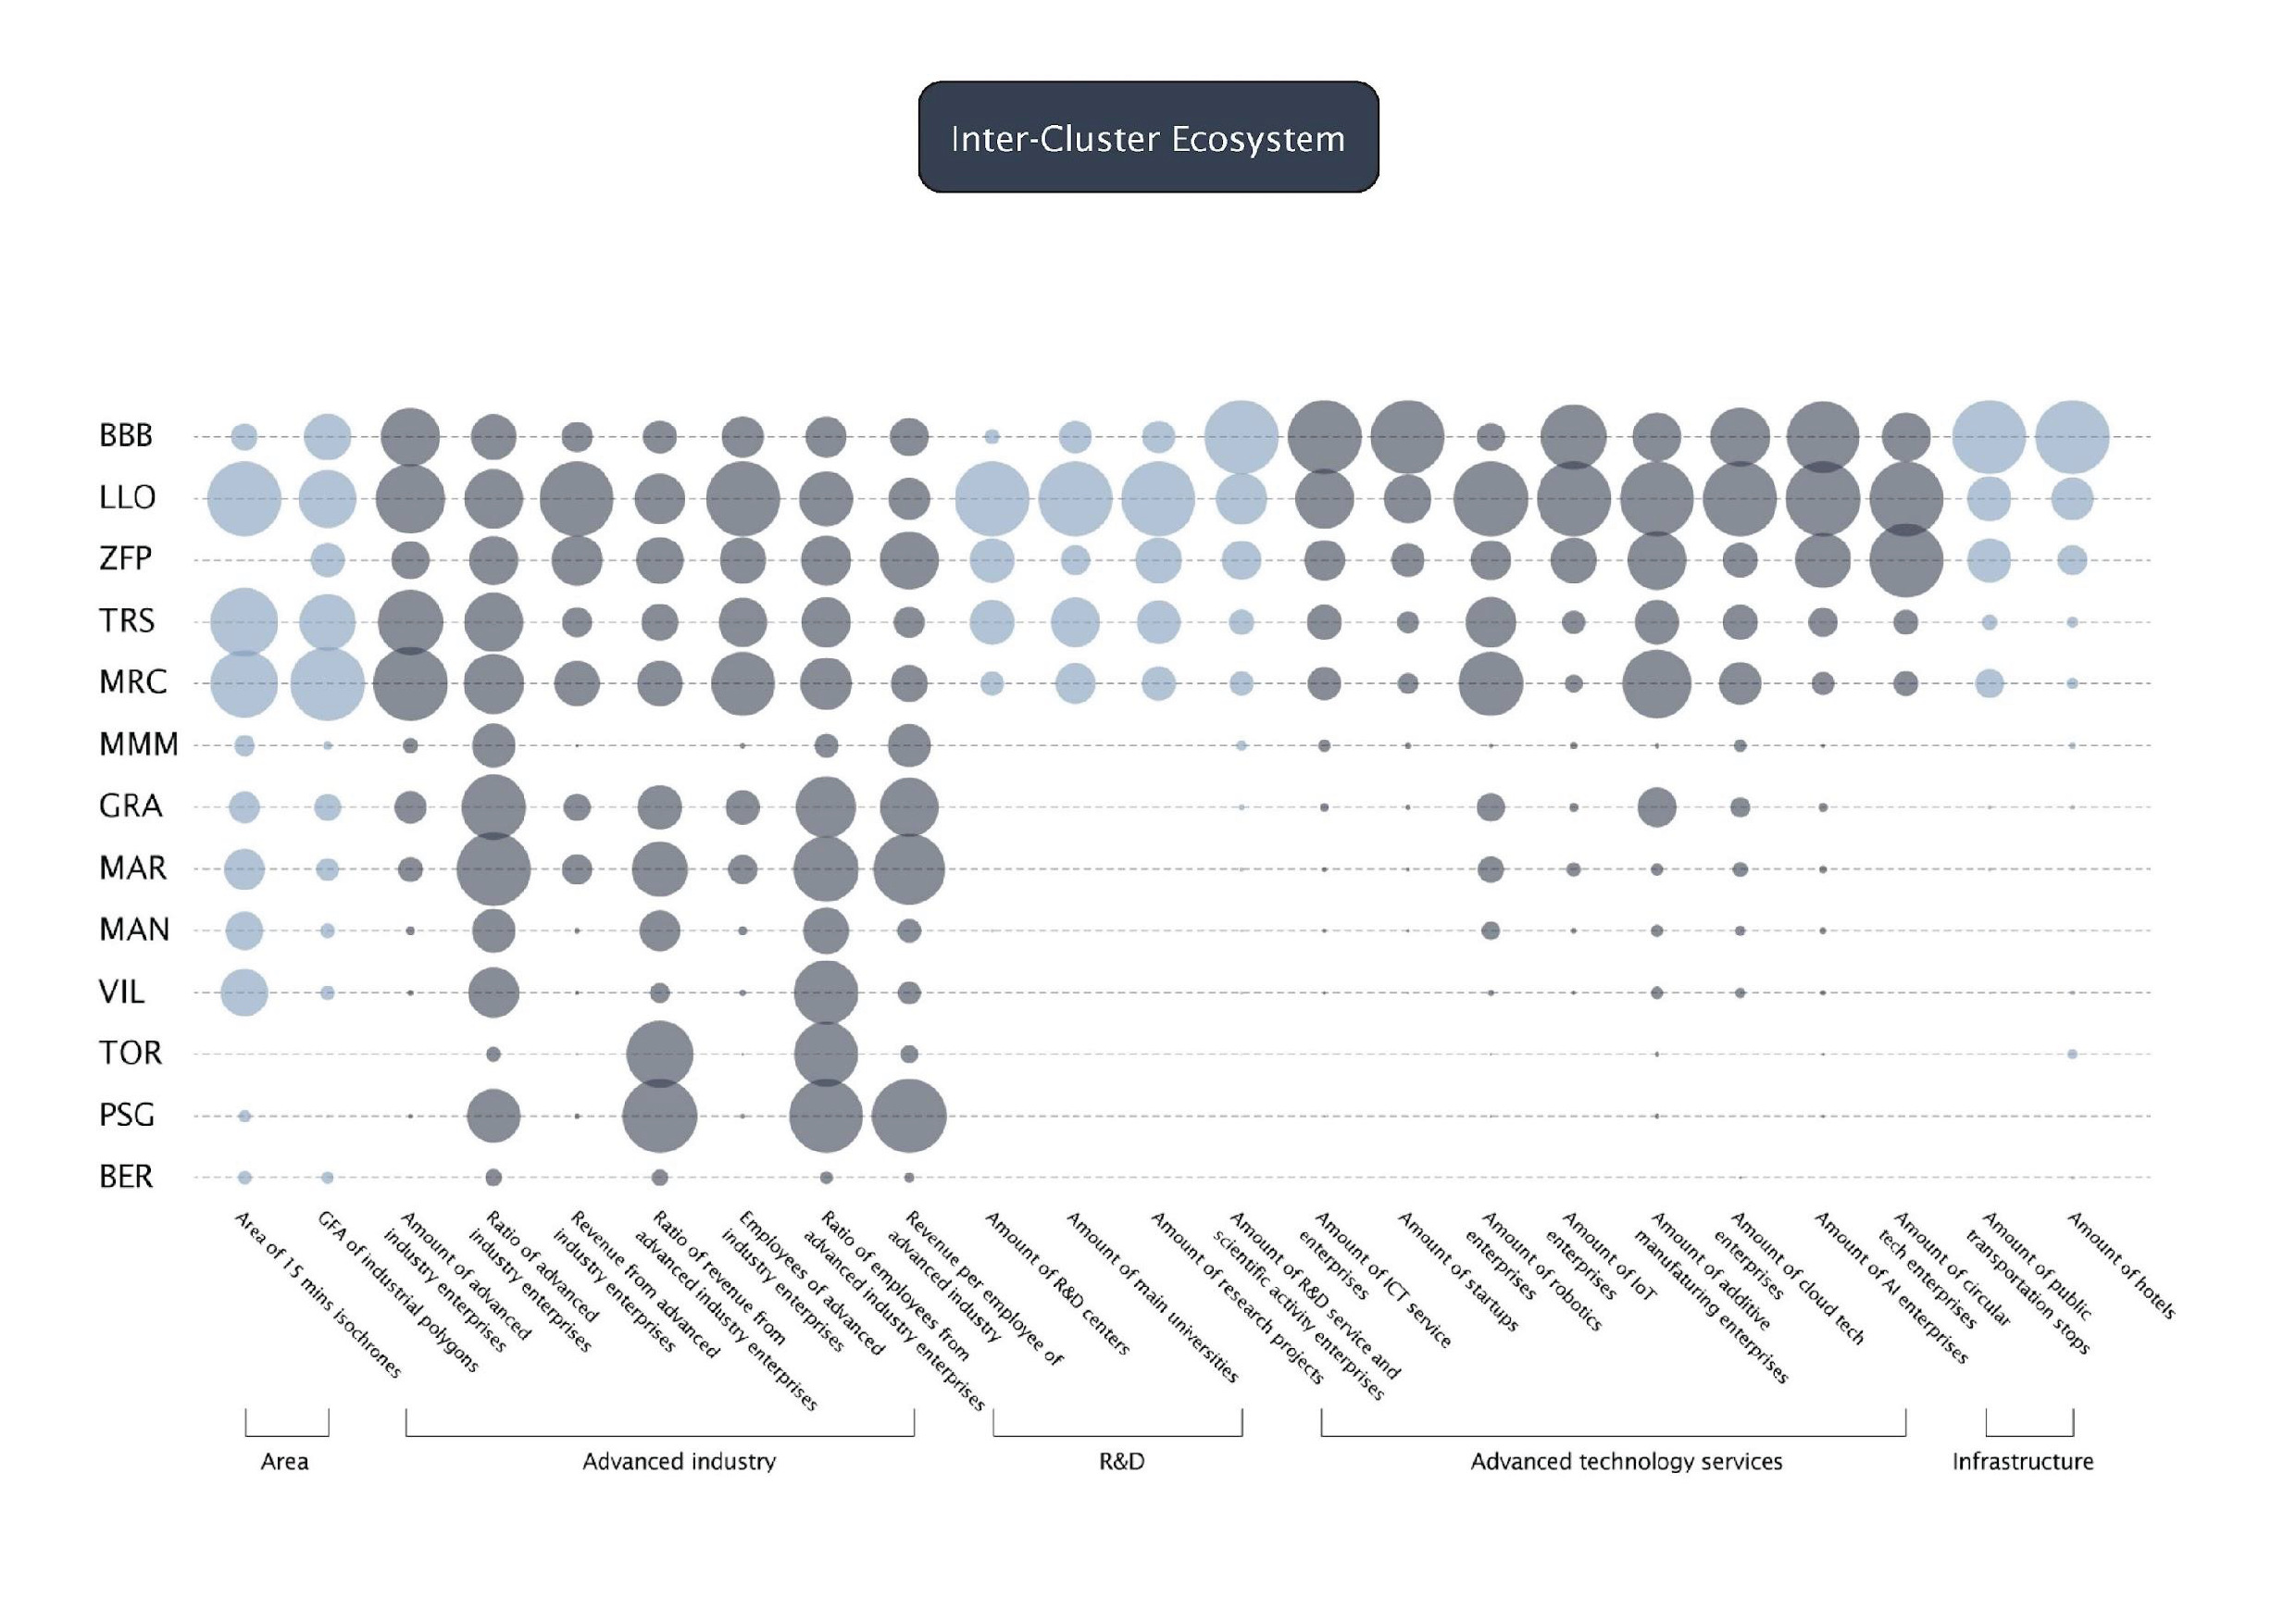 Inter-Cluster Ecosystem
BBB
LLO
ZFP
TRS
MRC
MMM
GRA
MAR
MAN
VIL
TOR
PSG
BER
Area of 15 mins isochrones
GFA of industrial polygons
Amount of advanced
industry enterprises
Ratio of advanced
industry enterprises
Revenue from advanced
industry enterprises
Ratio of revenue from
advanced industry enterprises
Employees of advanced
industry enterprises
Ratio of employees from
advanced industry enterprises
Revenue per employee of
advanced industry
Amount of R&D centers
Amount of main universities
Amount of research projects
Amount of R&D service and
scientific activity enterprises
Amount of ICT service
enterprises
Amount of startups
Amount of robotics
enterprises
Amount of IoT
enterprises
Amount of additive
manufaturing enterprises
Amount of cloud tech
enterprises
Amount of AI enterprises
Amount of circular
tech enterprises
Amount of public
transportation stops
Amount of hotels
Area
Advanced industry
R&D
Advanced technology services
Infrastructure